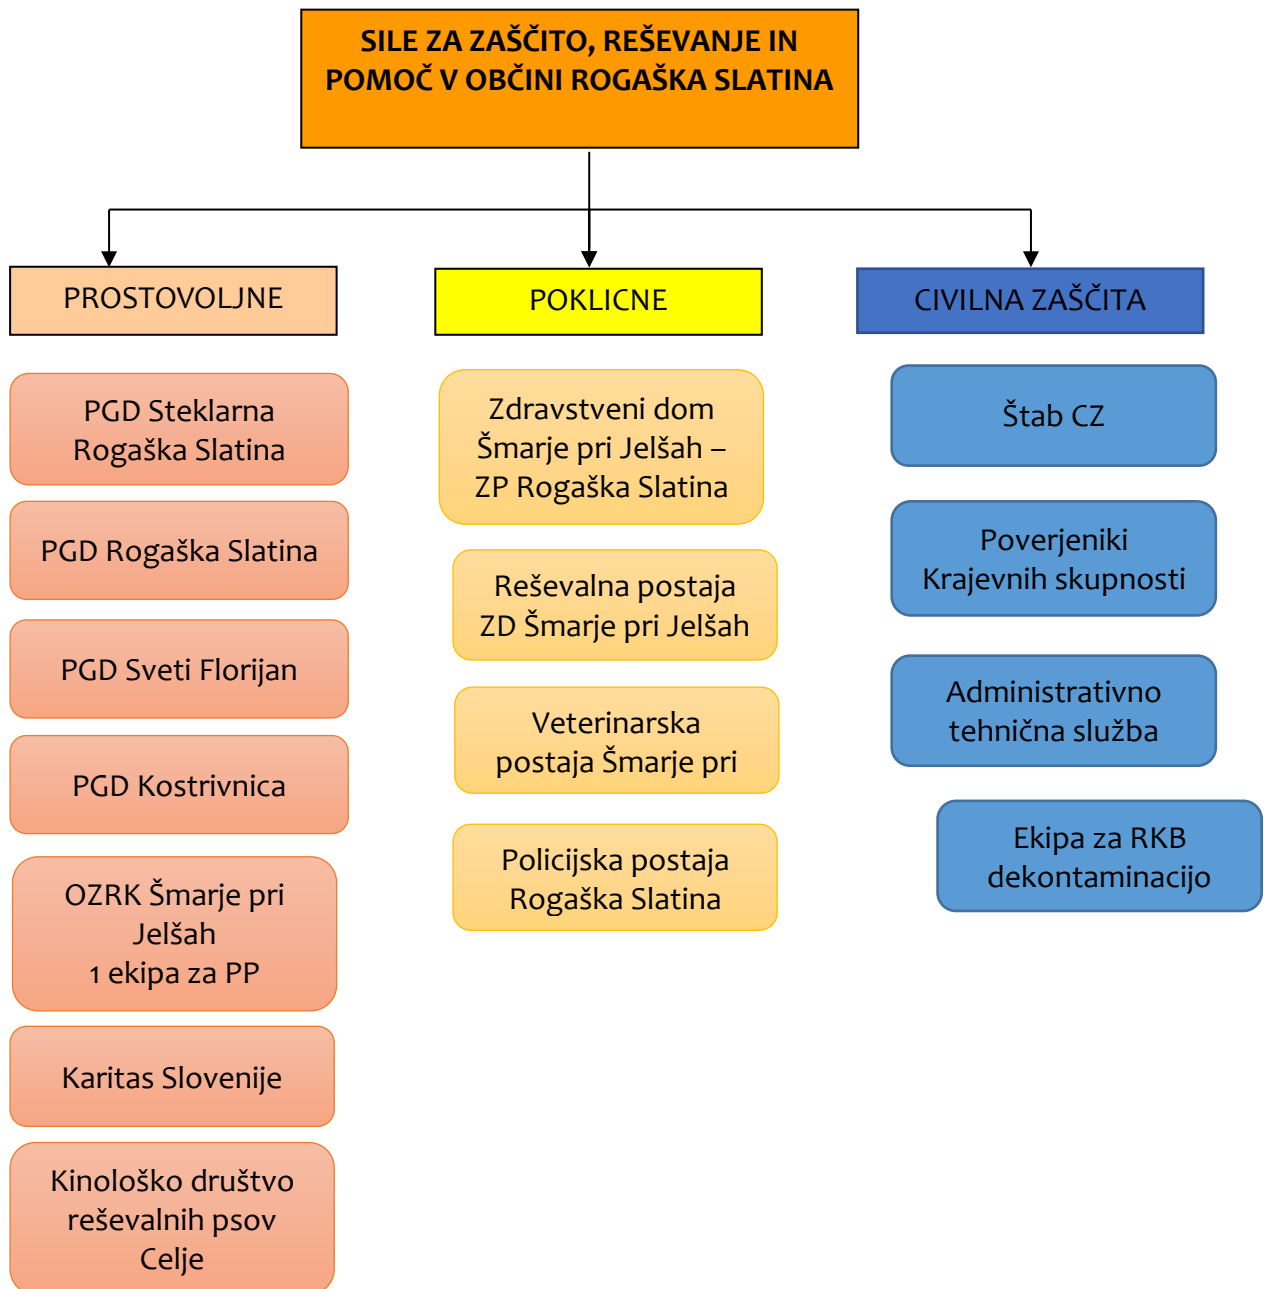 SILE ZA ZAŠČITO, REŠEVANJE IN
POMOČ V OBČINI ROGAŠKA SLATINA
PROSTOVOLJNE
PGD Steklarna
Rogaška Slatina
PGD Rogaška Slatina
PGD Sveti Florijan
PGD Kostrivnica
OZRK Šmarje pri
Jelšah
1 ekipa za PP
Karitas Slovenije
Kinološko društvo
reševalnih psov
Celje
POKLICNE
Zdravstveni dom
Šmarje pri Jelšah –
ZP Rogaška Slatina
Reševalna postaja
ZD Šmarje pri Jelšah
Veterinarska
postaja Šmarje pri
Policijska postaja
Rogaška Slatina
CIVILNA ZAŠČITA
Štab CZ
Poverjeniki
Krajevnih skupnosti
Administrativno
tehnična služba
Ekipa za RKB
dekontaminacijo